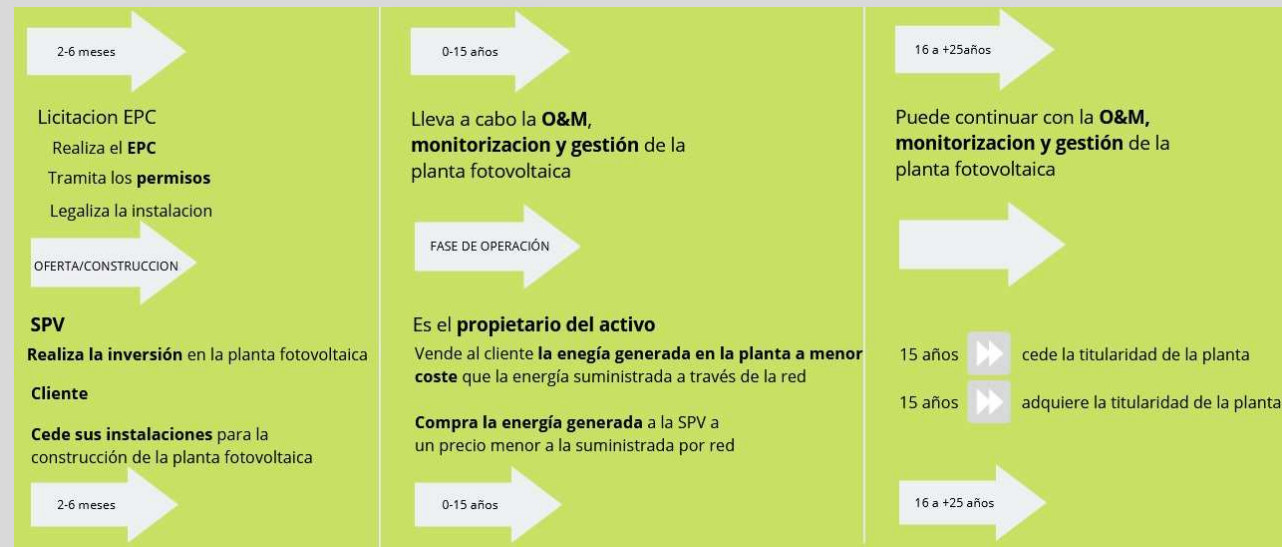 2-6 meses
Licitacion EPC
Realiza el EPC
Tramita los permisos
Legaliza la instalacion
OFERTA/CONSTRUCCION
SPV
Realiza la inversión en la planta fotovoltaica
Cliente
Cede sus instalaciones para la
construcción de la planta fotovoltaica
2-6 meses
0-15 años
Lleva a cabo la O&M,
monitorizacion y gestión de la
planta fotovoltaica
FASE DE OPERACIÓN
Es el propietario del activo
Vende al cliente la enegía generada en la planta a menor
coste que la energía suministrada a través de la red
Compra la energía generada a la SPV a
un precio menor a la suministrada por red
0-15 años
16 a +25años
Puede continuar con la O&M,
monitorizacion y gestión de la
planta fotovoltaica
15 años cede la titularidad de la planta
15 años adquiere la titularidad de la planta
16 a +25 años